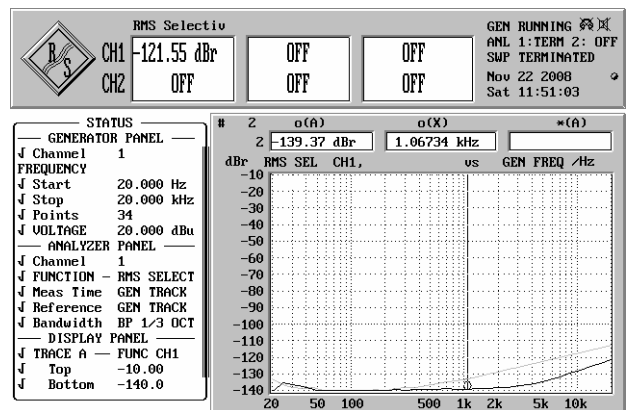 RMS Selectiv
R&S CH1 -121.55 dBr OFF OFF
CH2 OFF OFF OFF
GEN RUNNING
ANL 1:TERM 2: OFF
SWP TERMINATED
Nov 22 2008
Sat 11:51:03
STATUS
GENERATOR PANEL
Channel 1
FREQUENCY
Start 20.000 Hz
Stop 20.000 kHz
Points 34
VOLTAGE 20.000 dBu
ANALYZER PANEL
Channel 1
FUNCTION - RMS SELECT
Meas Time GEN TRACK
Reference GEN TRACK
Bandwidth BP 1/3 OCT
DISPLAY PANEL
TRACE A — FUNC CH1
Top -10.00
Bottom -140.0
# 2 o(A) o(X) *(A)
2 -139.37 dBr 1.06734 kHz
dBr RMS SEL CH1, vs GEN FREQ /Hz
-10
-20
-30
-40
-50
-60
-70
-80
-90
-100
-110
-120
-130
-140
20 50 100 500 1k 2k 5k 10k